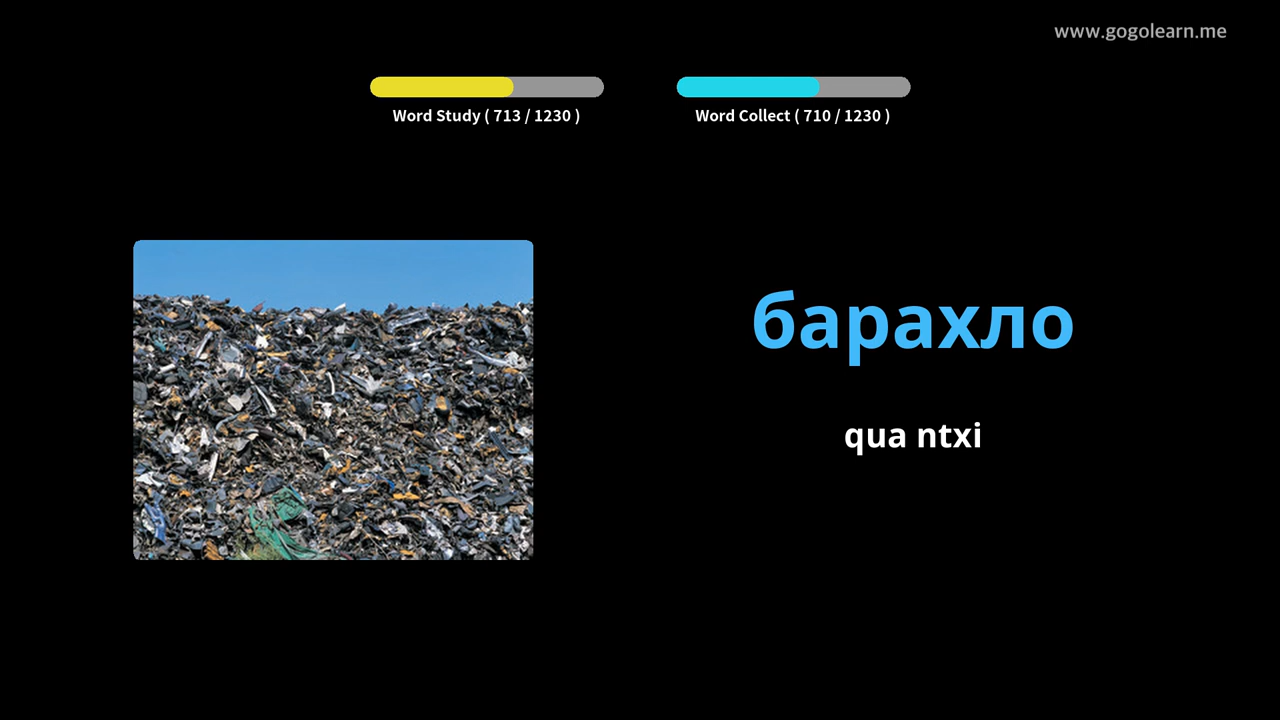 www.gogolearn.me
Word Study ( 713 / 1230 )
Word Collect ( 710 / 1230 )
барахло
qua ntxi